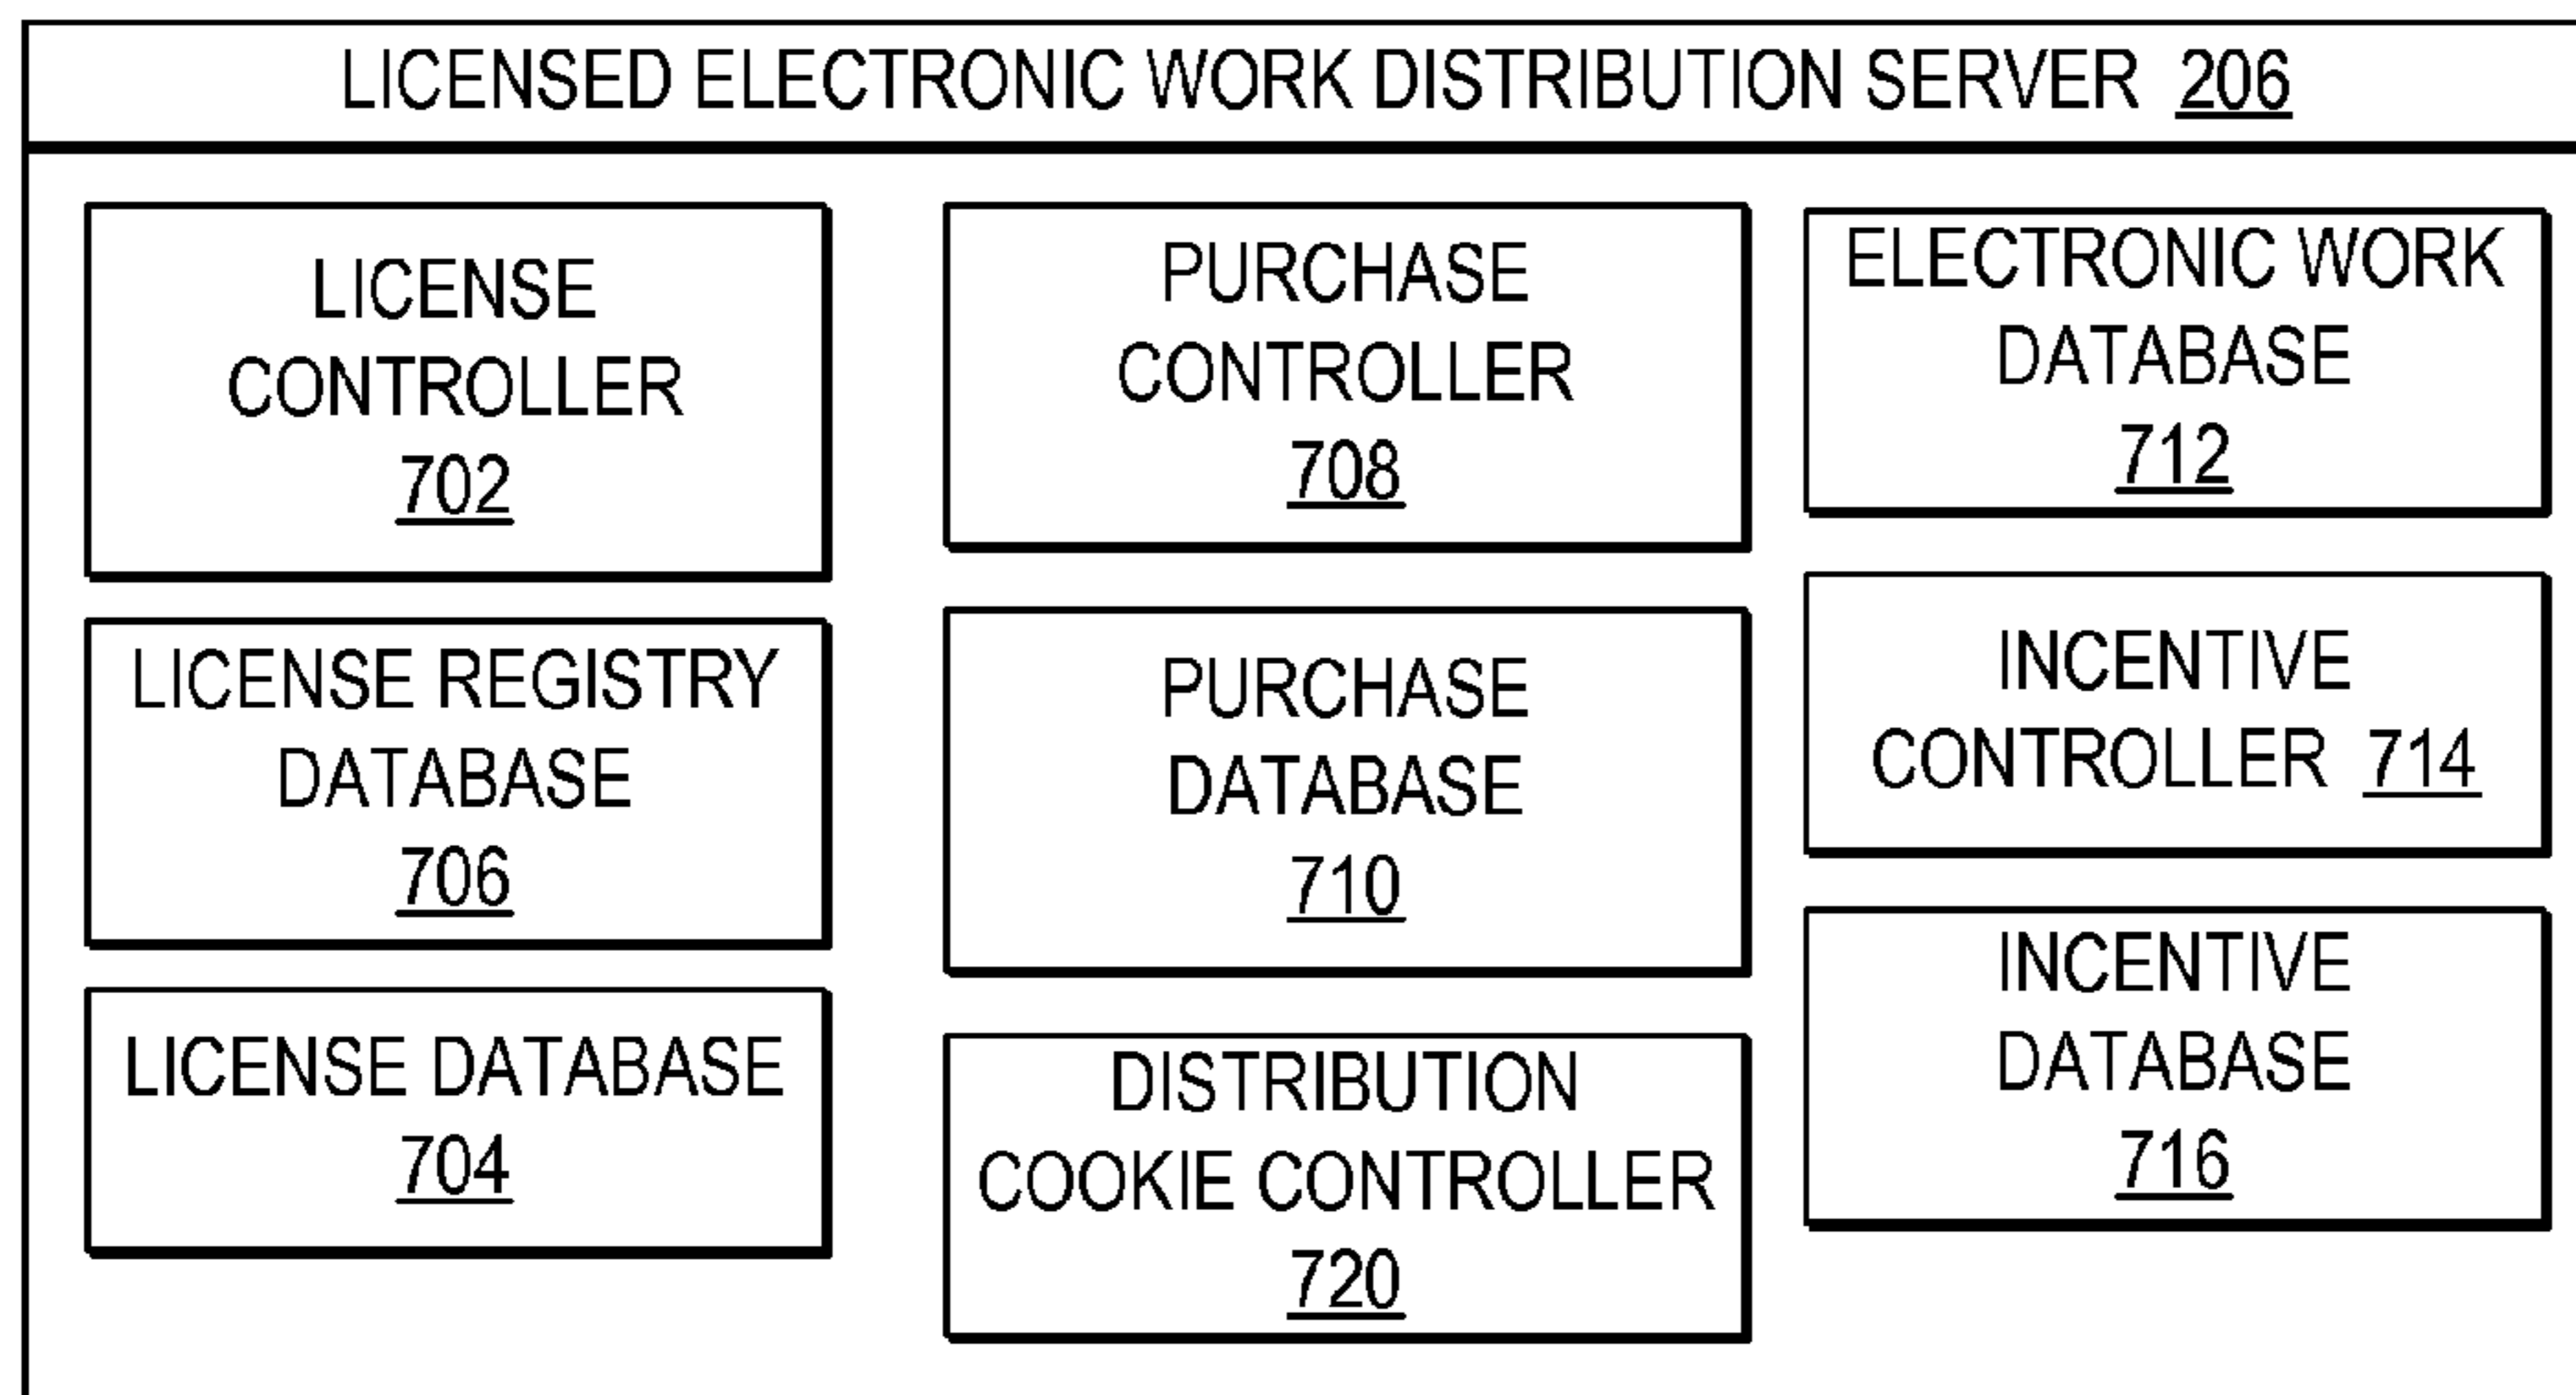 LICENSED ELECTRONIC WORK DISTRIBUTION SERVER 206
LICENSE
CONTROLLER
702
LICENSE REGISTRY
DATABASE
706
LICENSE DATABASE
704
PURCHASE
CONTROLLER
708
PURCHASE
DATABASE
710
DISTRIBUTION
COOKIE CONTROLLER
720
ELECTRONIC WORK
DATABASE
712
INCENTIVE
CONTROLLER 714
INCENTIVE
DATABASE
716